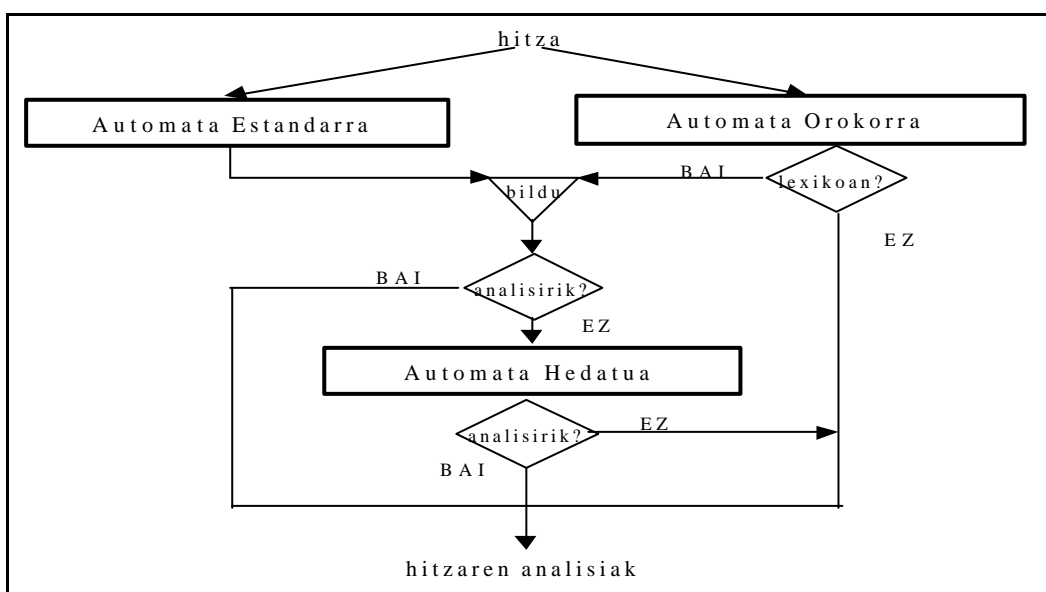 hitza
Automata Estandarra
Automata Orokorra
BAI
lexikoan?
bildu
EZ
BAI
analisirik?
EZ
Automata Hedatua
analisirik?
EZ
BAI
hitzaren analisiak